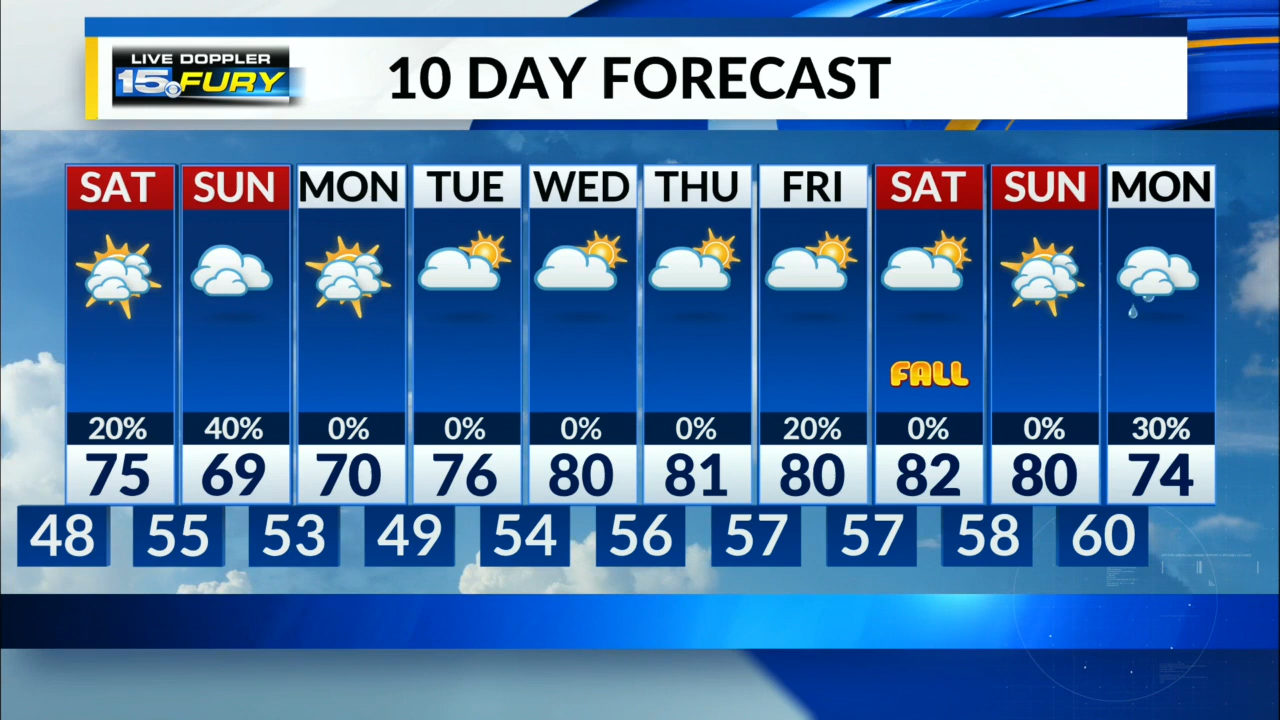 LIVE DOPPLER
15 FURY
10 DAY FORECAST
SAT SUN MON TUE WED THU FRI SAT SUN MON
FALL
20% 40% 0% 0% 0% 0% 20% 0% 0% 30%
75 69 70 76 80 81 80 82 80 74
48 55 53 49 54 56 57 57 58 60